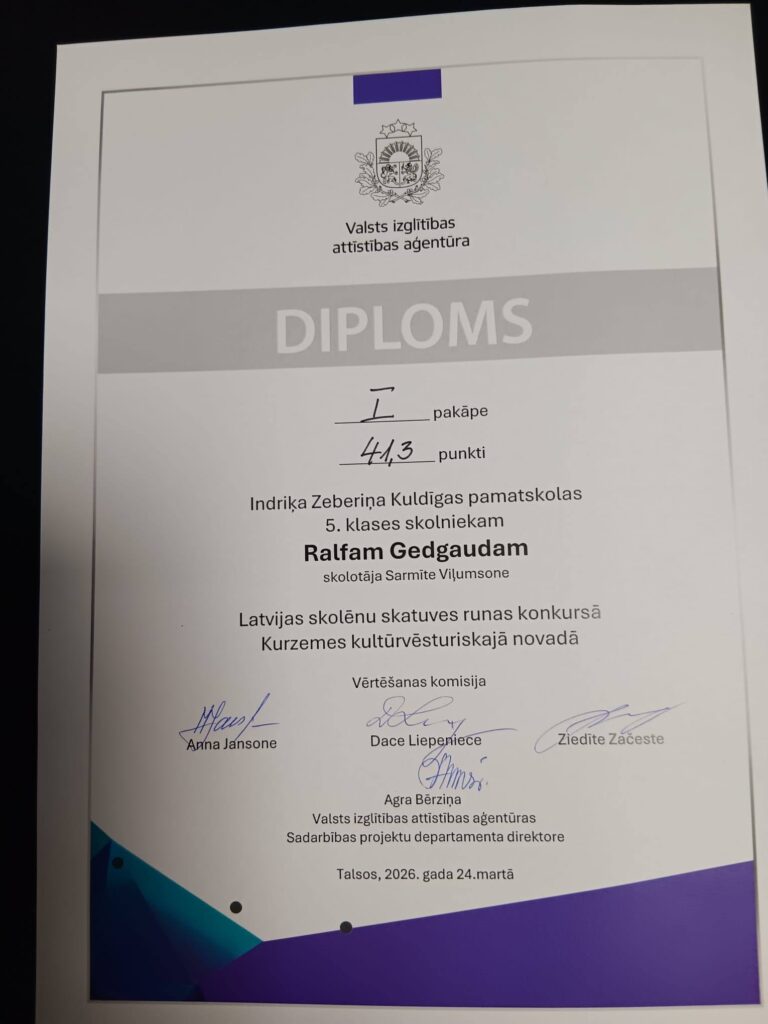 Valsts izglītības
attīstības aģentūra
DIPLOMS
I pakāpe
41,3 punkti
Indriķa Zeberiņa Kuldīgas pamatskolas
5. klases skolniekam
Ralfam Gedgaudam
skolotāja Sarmīte Viļumsone
Latvijas skolēnu skatuves runas konkursā
Kurzemes kultūrvēsturiskajā novadā
Vērtēšanas komisija
Anna Jansone
Dace Liepeniece
Ziedīte Začeste
Agra Bērziņa
Valsts izglītības attīstības aģentūras
Sadarbības projektu departamenta direktore
Talsos, 2026. gada 24.martā